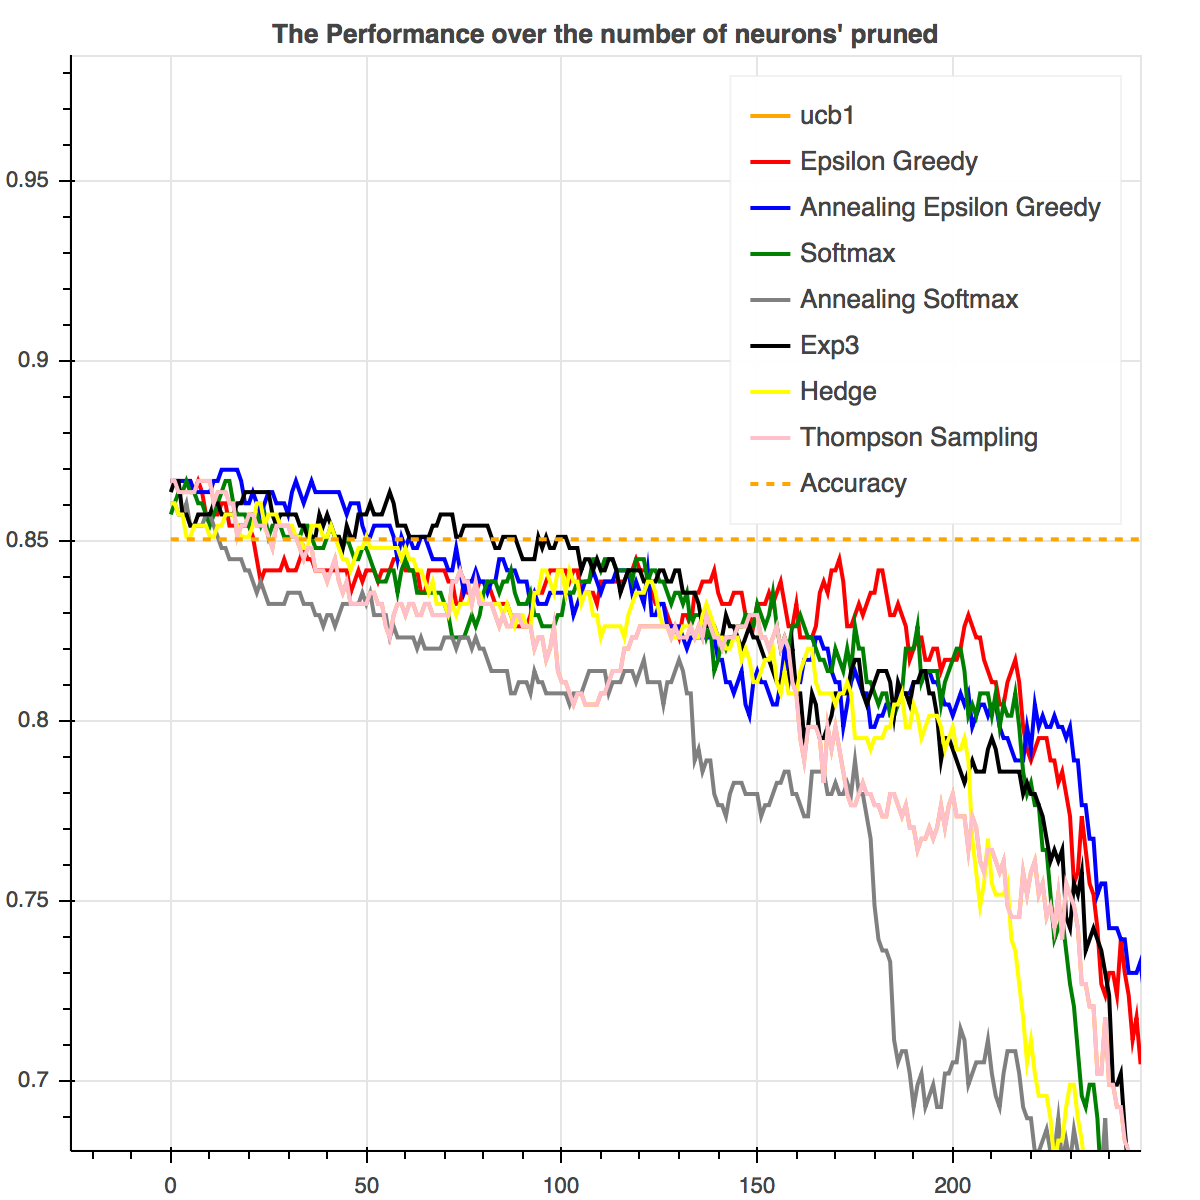 The Performance over the number of neurons' pruned
ucb1
Epsilon Greedy
Annealing Epsilon Greedy
Softmax
Annealing Softmax
Exp3
Hedge
Thompson Sampling
Accuracy
0.95
0.9
0.85
0.8
0.75
0.7
0 50 100 150 200